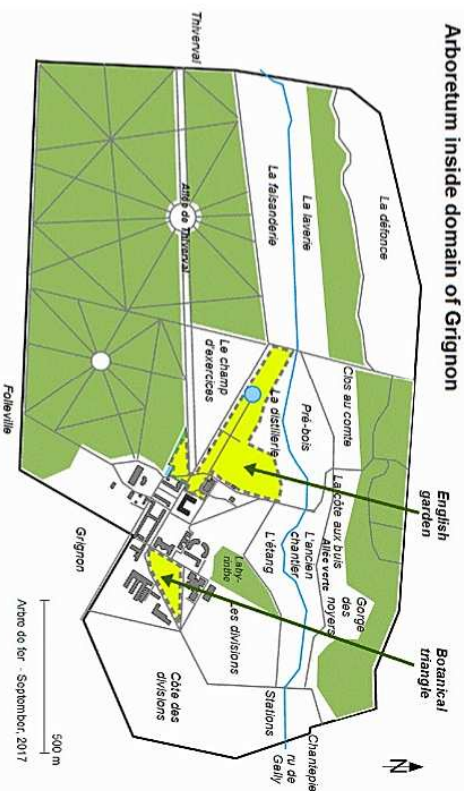 Arboretum inside domain of Grignon
English
garden
Botanical
triangle
La défonce
Clos au comte
La côte aux buis
Allée verte
Gorge
des
noyers
Chantepie
La laverie
Pré-bois
L'ancien
chantier
ru de
Gally
La faisanderie
La distillerie
L'étang
Stations
Thiverval
Le champ
d'exercices
Laby-
rinthe
Les divisions
Allée de Thiverval
Côte des
divisions
Grignon
Folleville
500 m
Arbre de fer - September, 2017
N